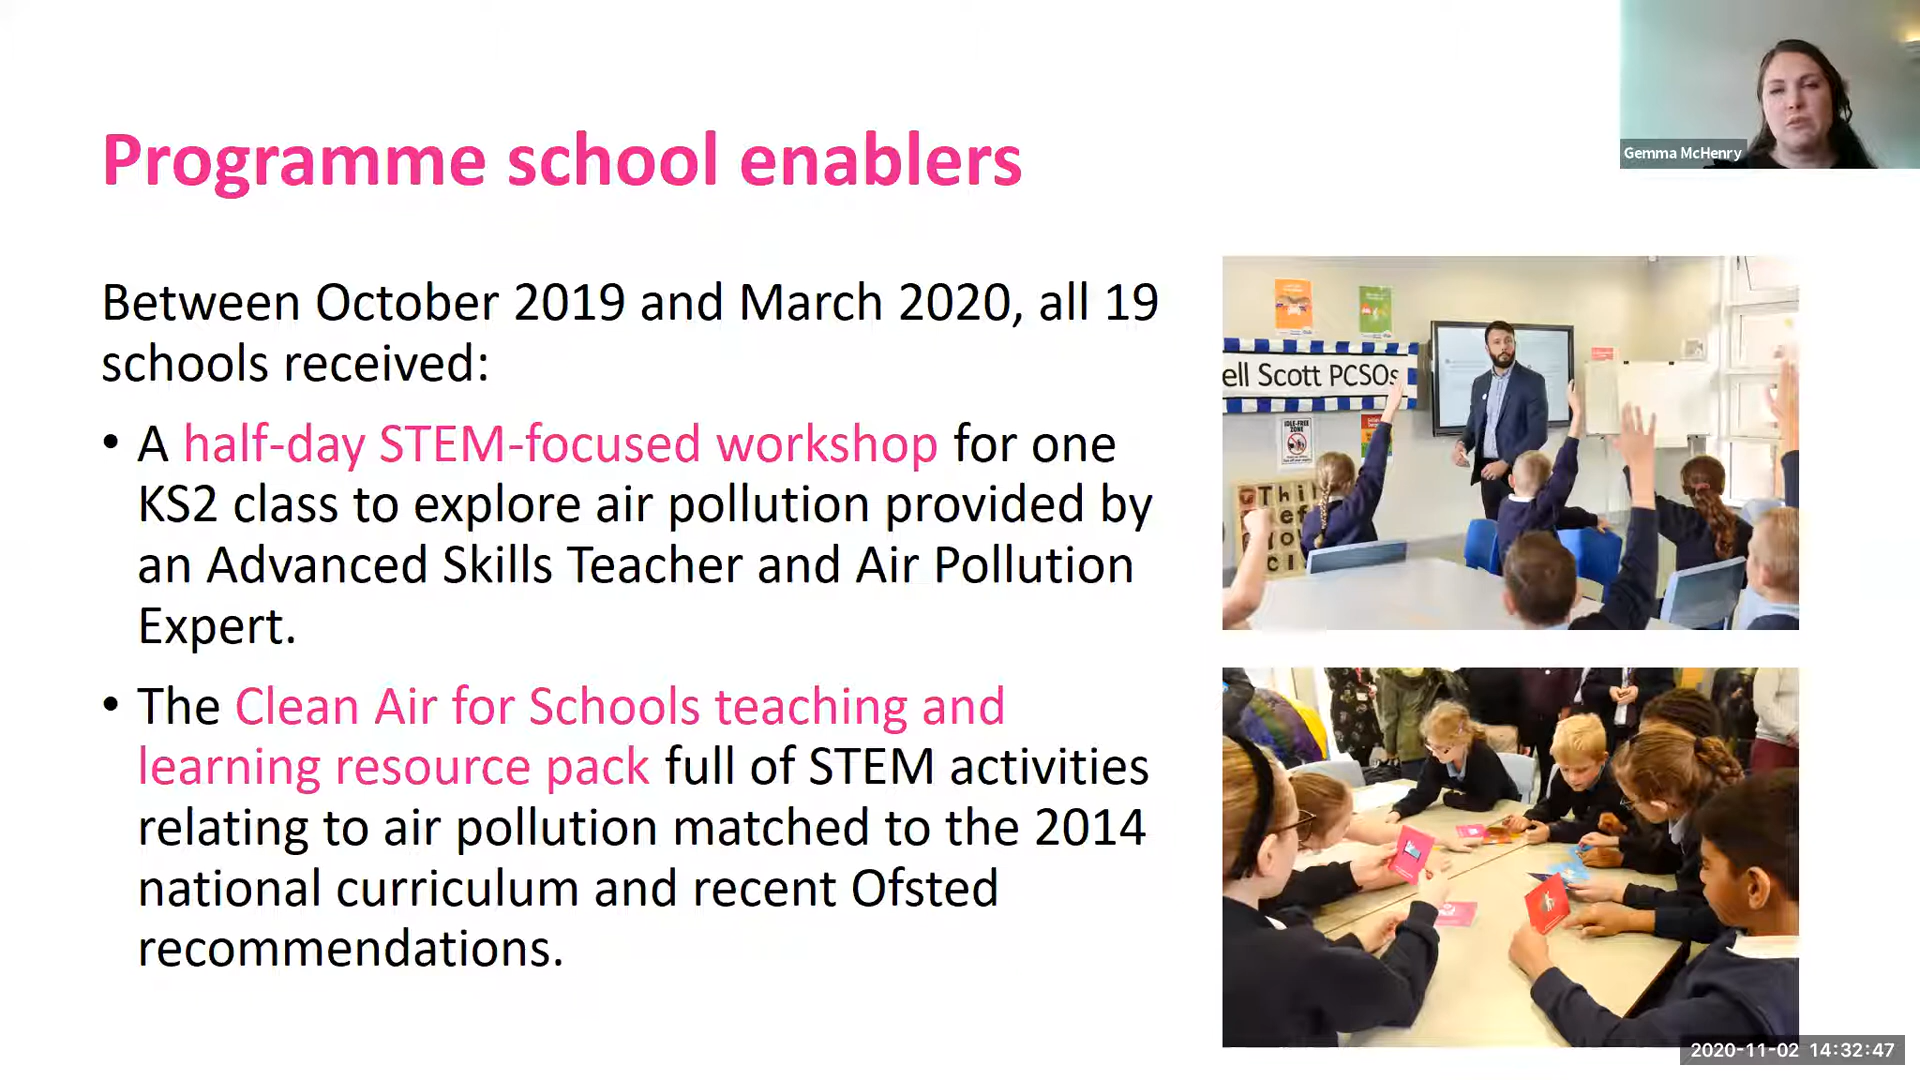 Gemma McHenry
Programme school enablers
Between October 2019 and March 2020, all 19
schools received:
• A half-day STEM-focused workshop for one
KS2 class to explore air pollution provided by
an Advanced Skills Teacher and Air Pollution
Expert.
• The Clean Air for Schools teaching and
learning resource pack full of STEM activities
relating to air pollution matched to the 2014
national curriculum and recent Ofsted
recommendations.
ell Scott PCSOs
IDLE-FREE
ZONE
2020-11-02 14:32:47